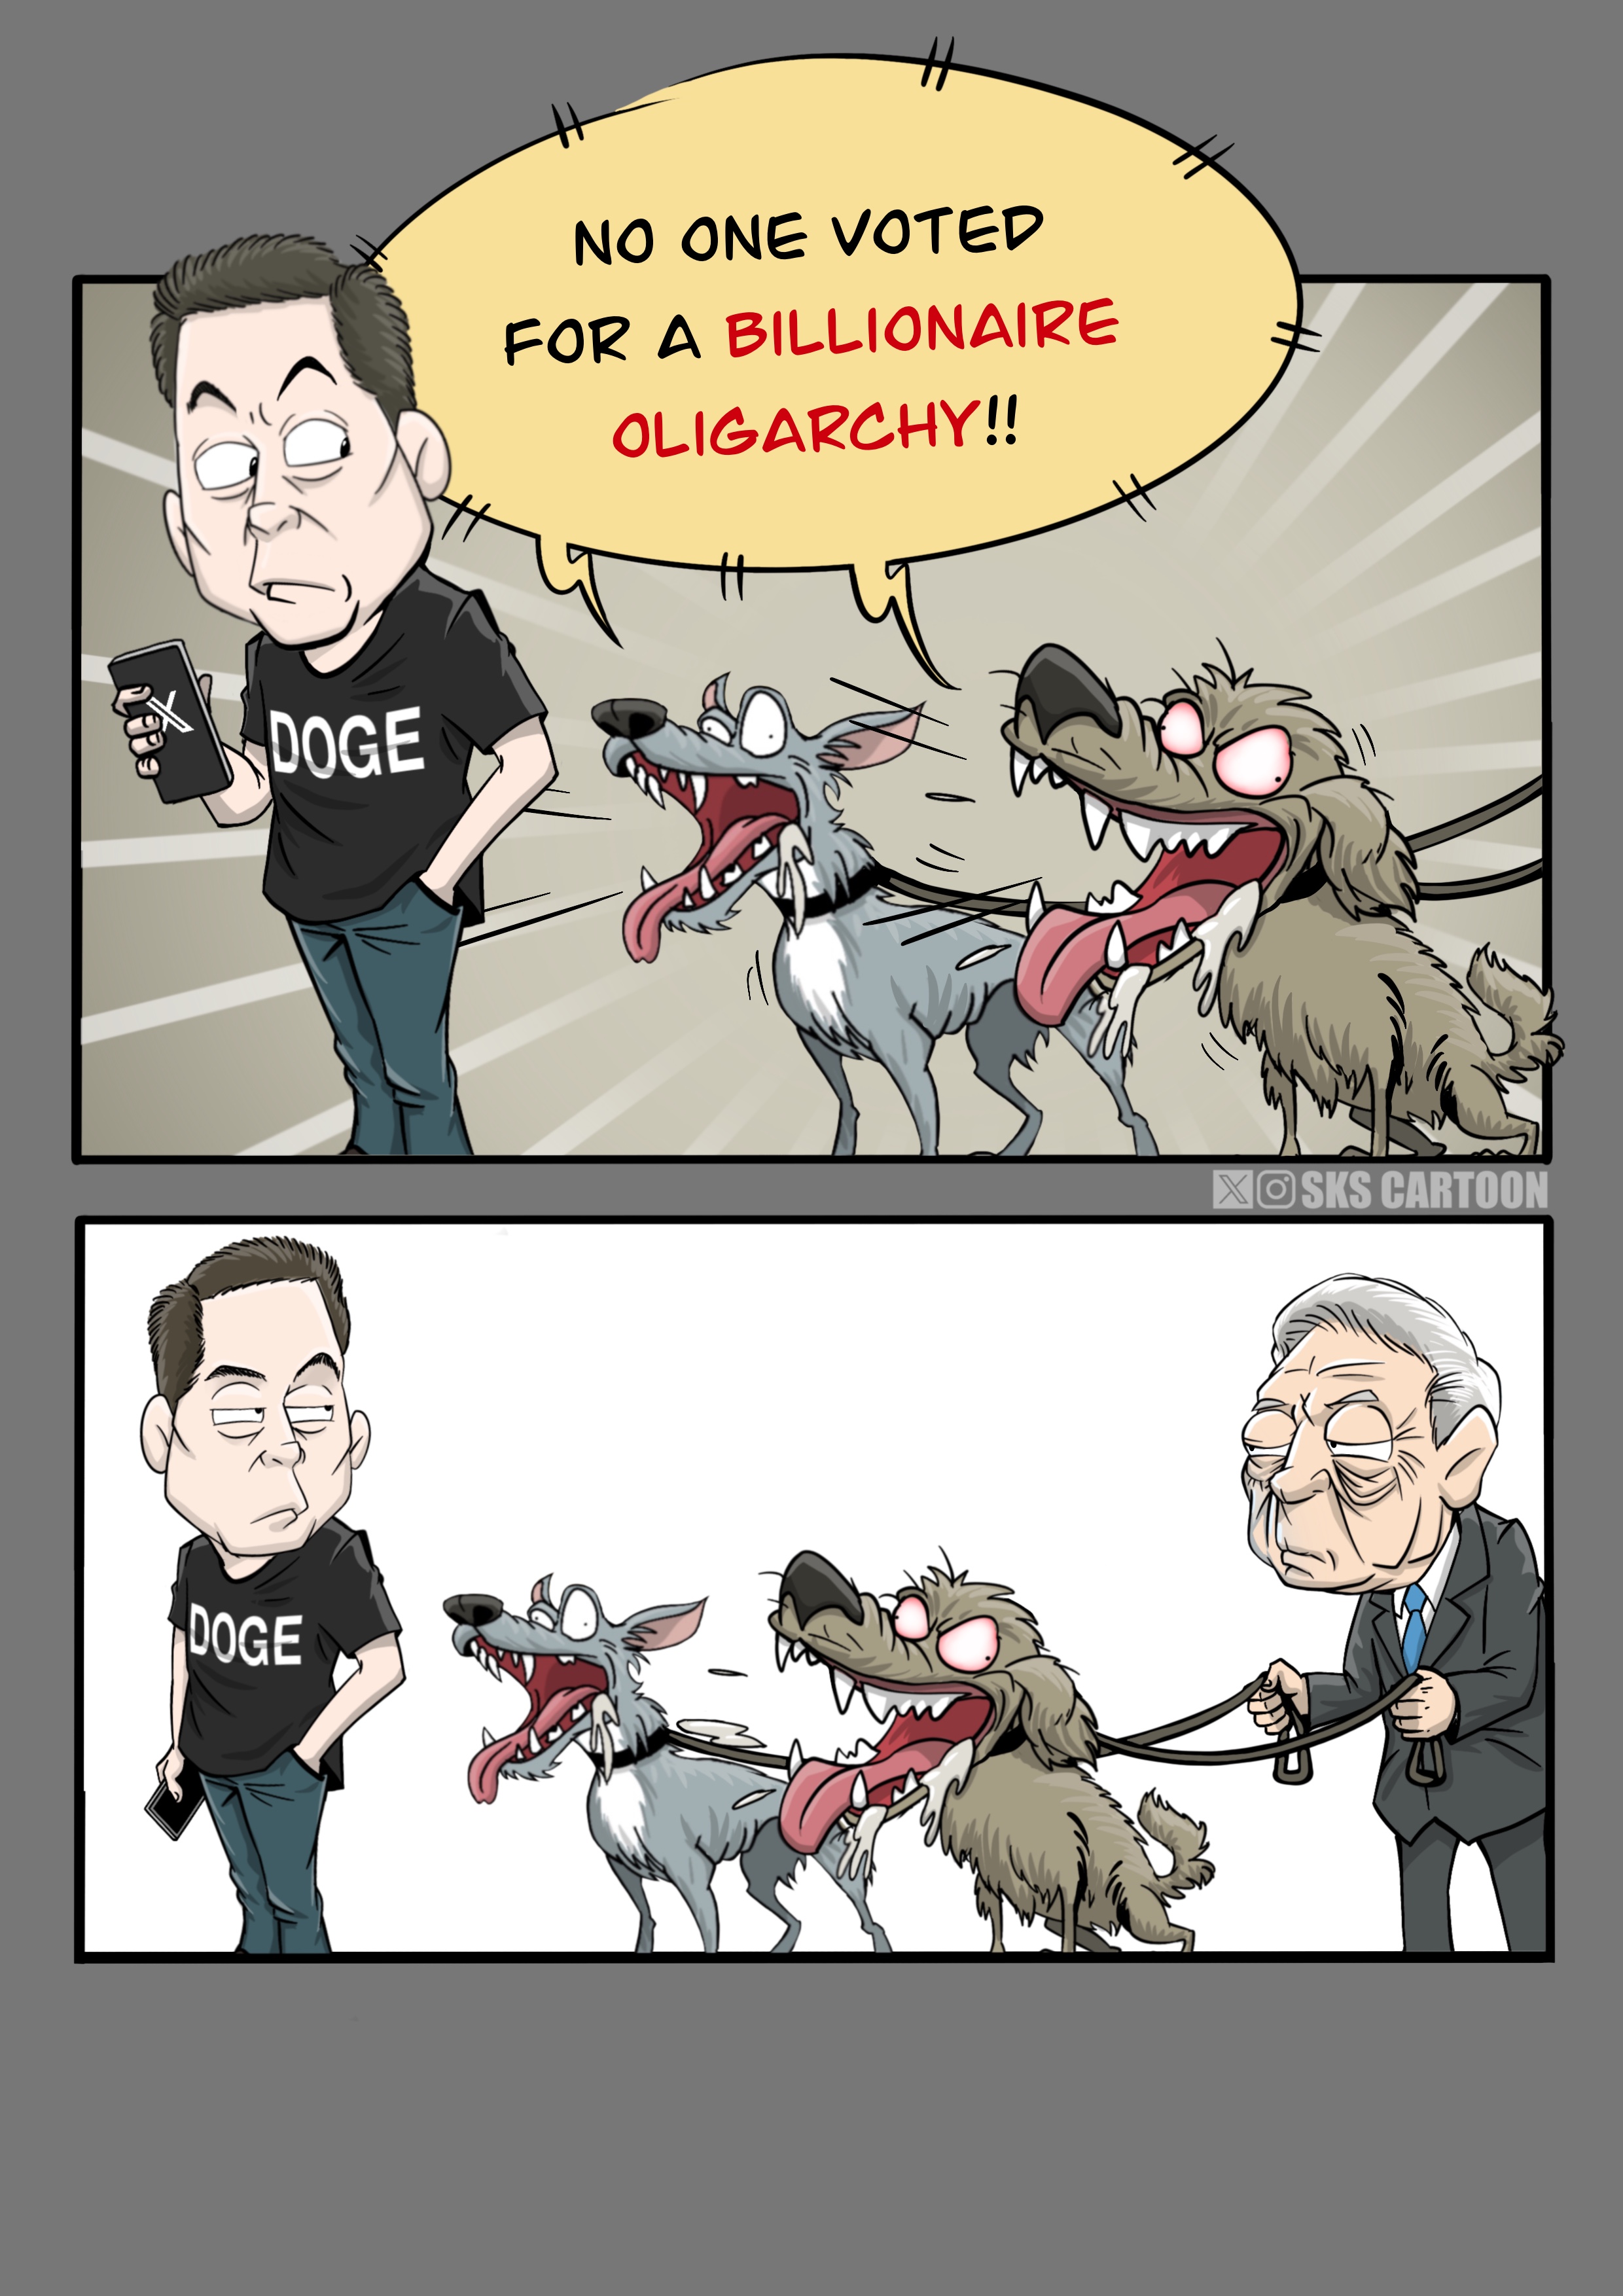 NO ONE VOTED
FOR A BILLIONAIRE
OLIGARCHY!!
X
DOGE
SKS CARTOON
DOGE